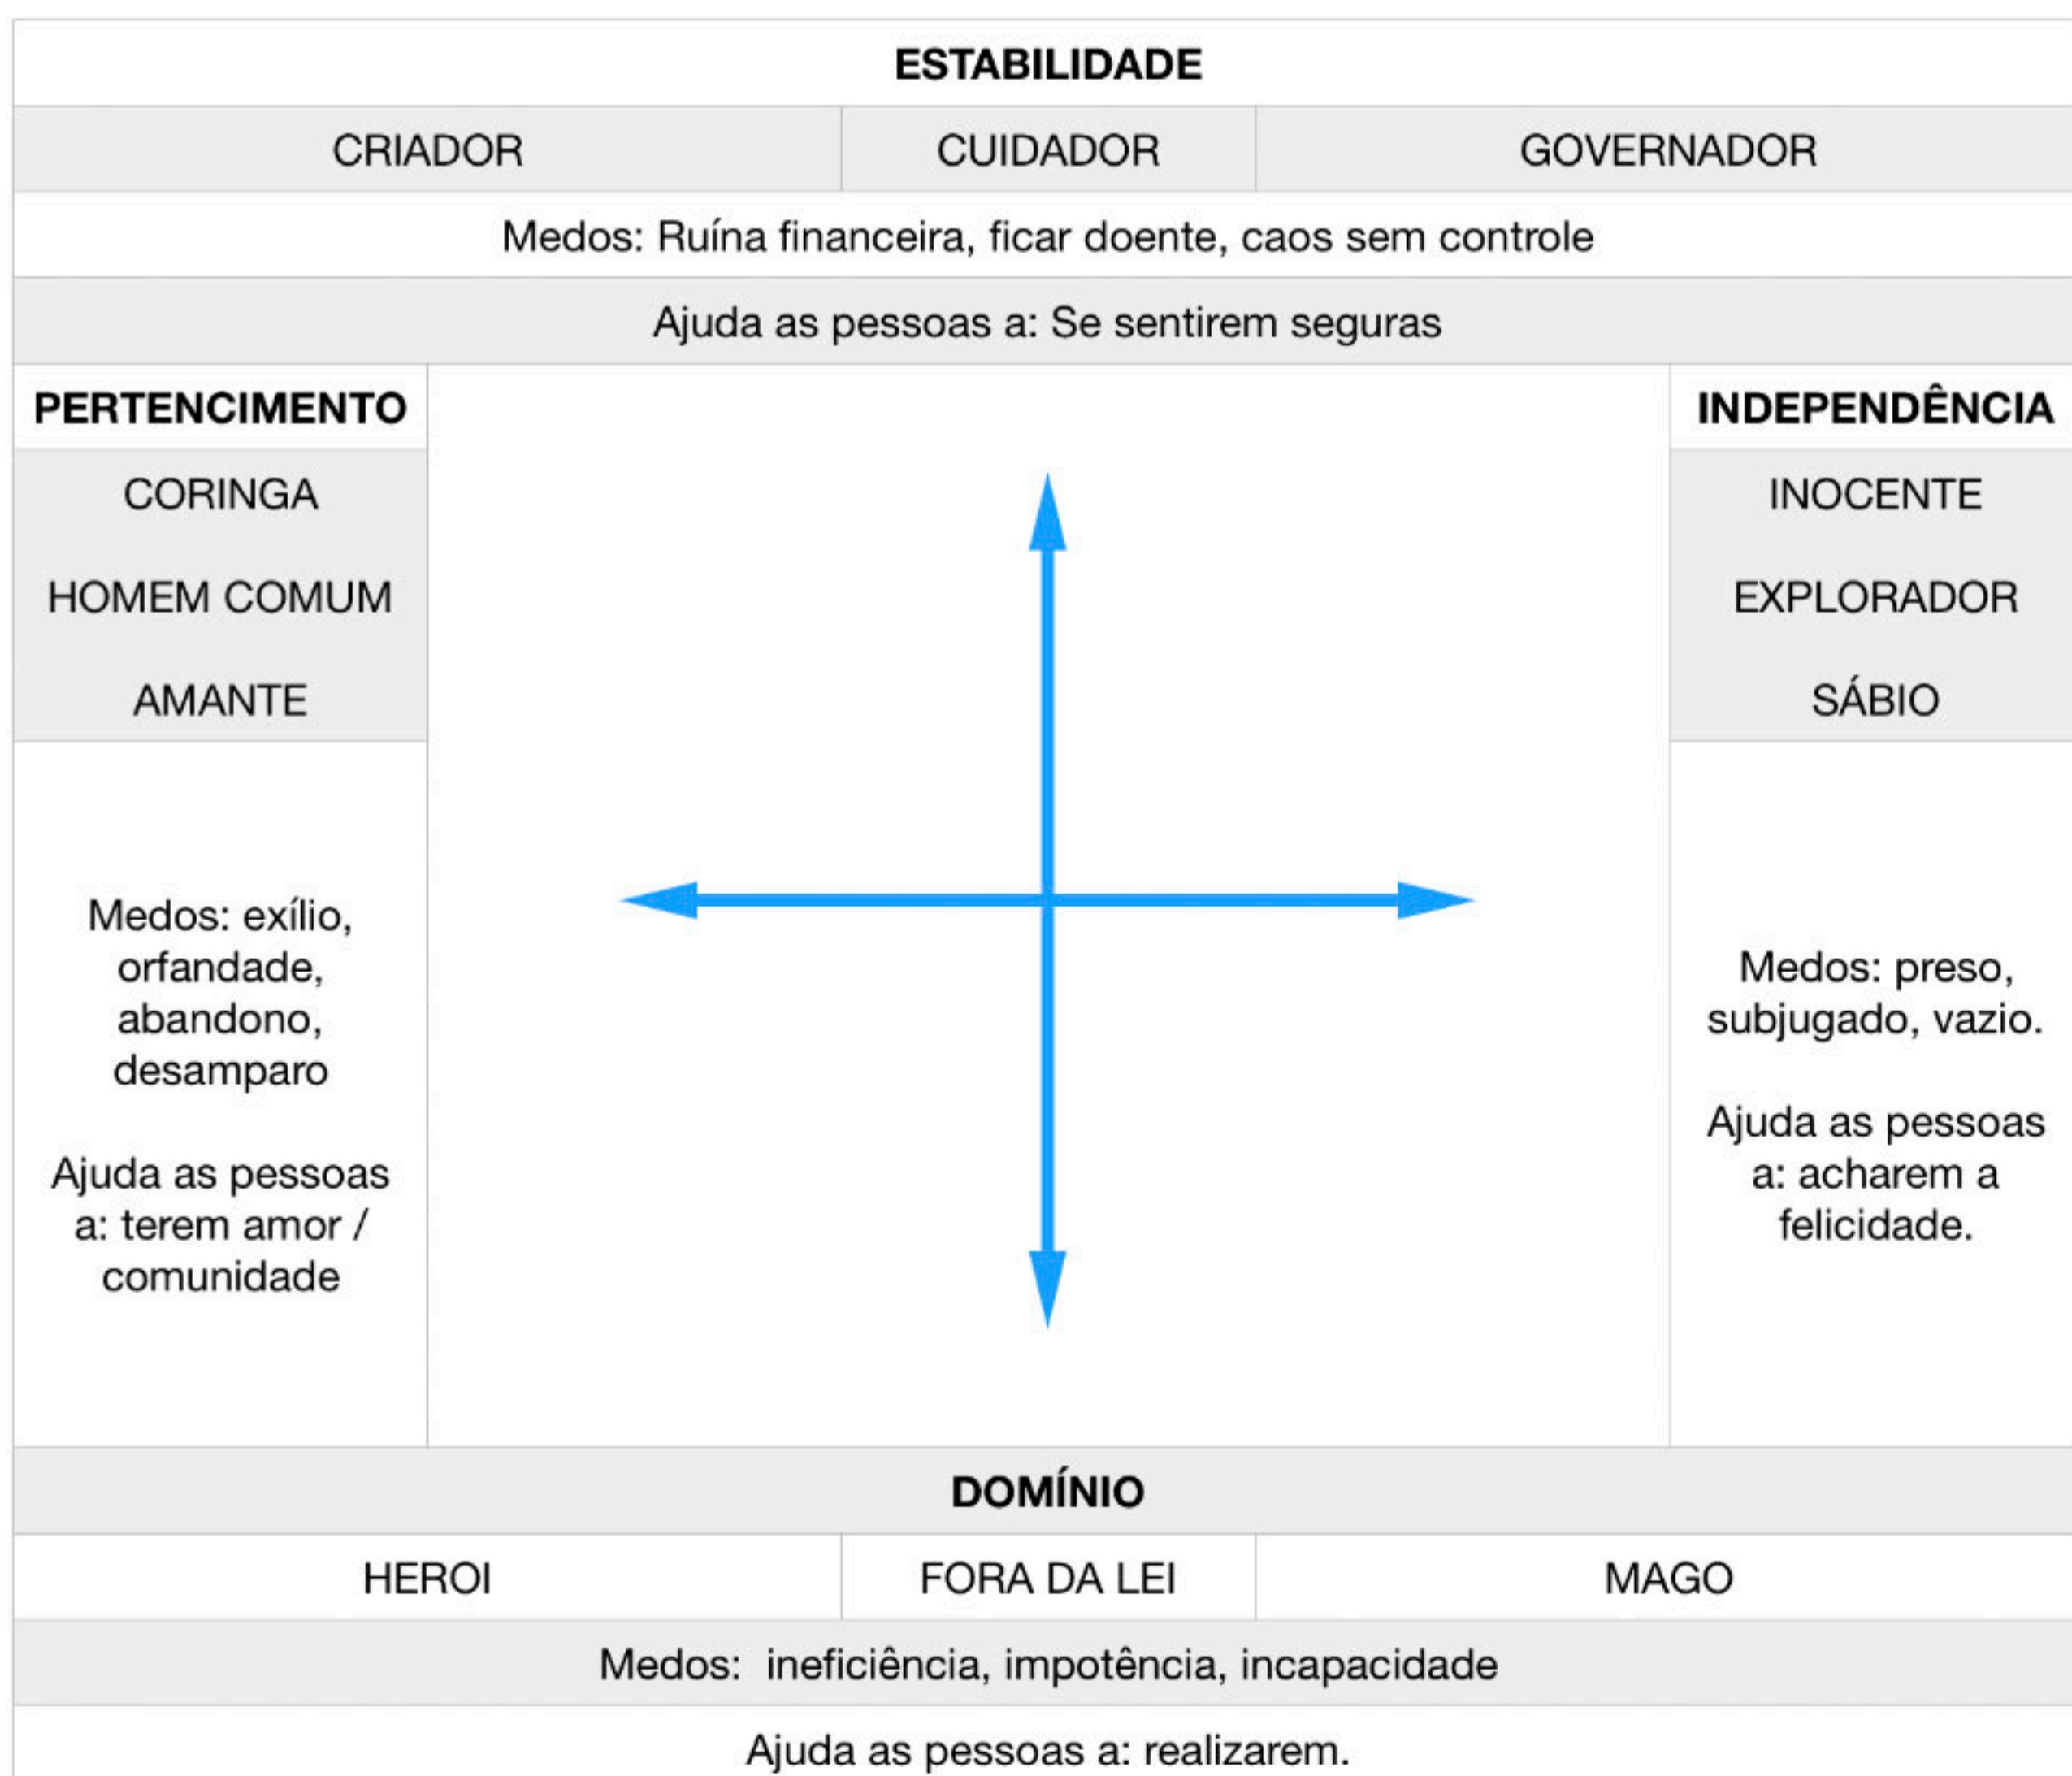 ESTABILIDADE
CRIADOR
CUIDADOR
GOVERNADOR
Medos: Ruína financeira, ficar doente, caos sem controle
Ajuda as pessoas a: Se sentirem seguras
PERTENCIMENTO
CORINGA
HOMEM COMUM
AMANTE
Medos: exílio,
orfandade,
abandono,
desamparo
Ajuda as pessoas
a: terem amor /
comunidade
INDEPENDÊNCIA
INOCENTE
EXPLORADOR
SÁBIO
Medos: preso,
subjugado, vazio.
Ajuda as pessoas
a: acharem a
felicidade.
DOMÍNIO
HEROI
FORA DA LEI
MAGO
Medos:  ineficiência, impotência, incapacidade
Ajuda as pessoas a: realizarem.